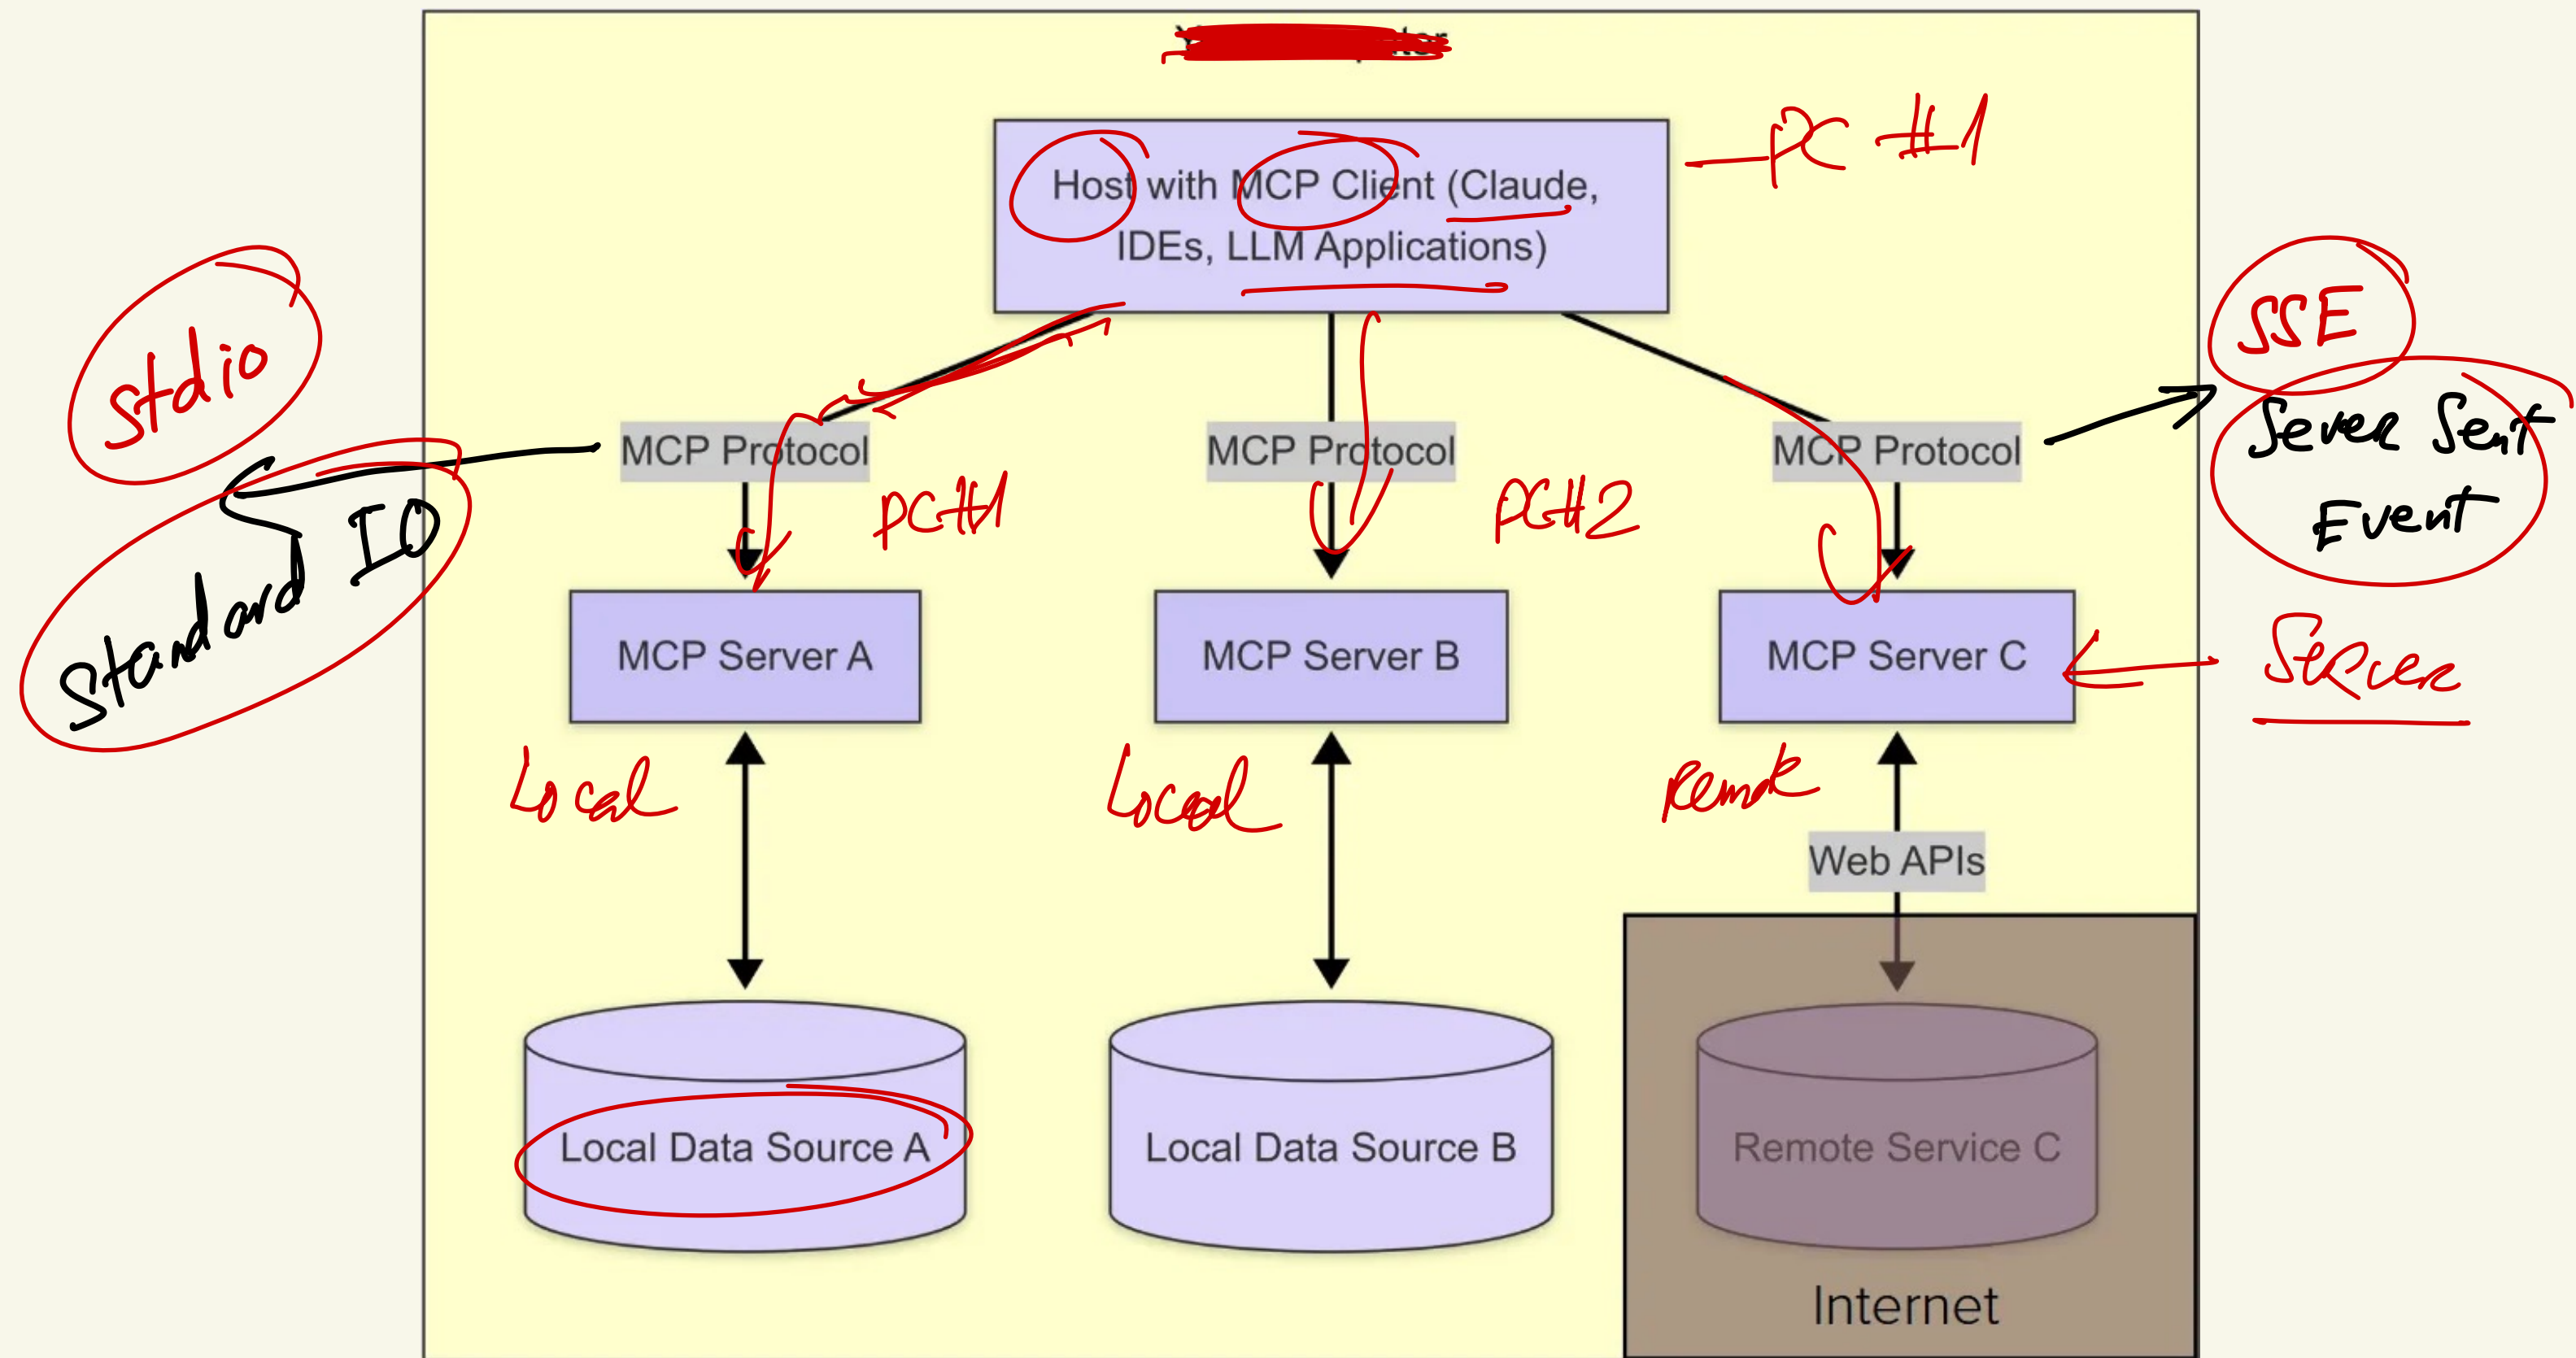 Host with MCP Client (Claude,
IDEs, LLM Applications)
PC #1
stdio
Standard IO
MCP Protocol
MCP Protocol
MCP Protocol
SSE
Sever Sent
Event
PC#1
PC#2
MCP Server A
MCP Server B
MCP Server C
Server
Local
Local
Remote
Web APIs
Local Data Source A
Local Data Source B
Remote Service C
Internet